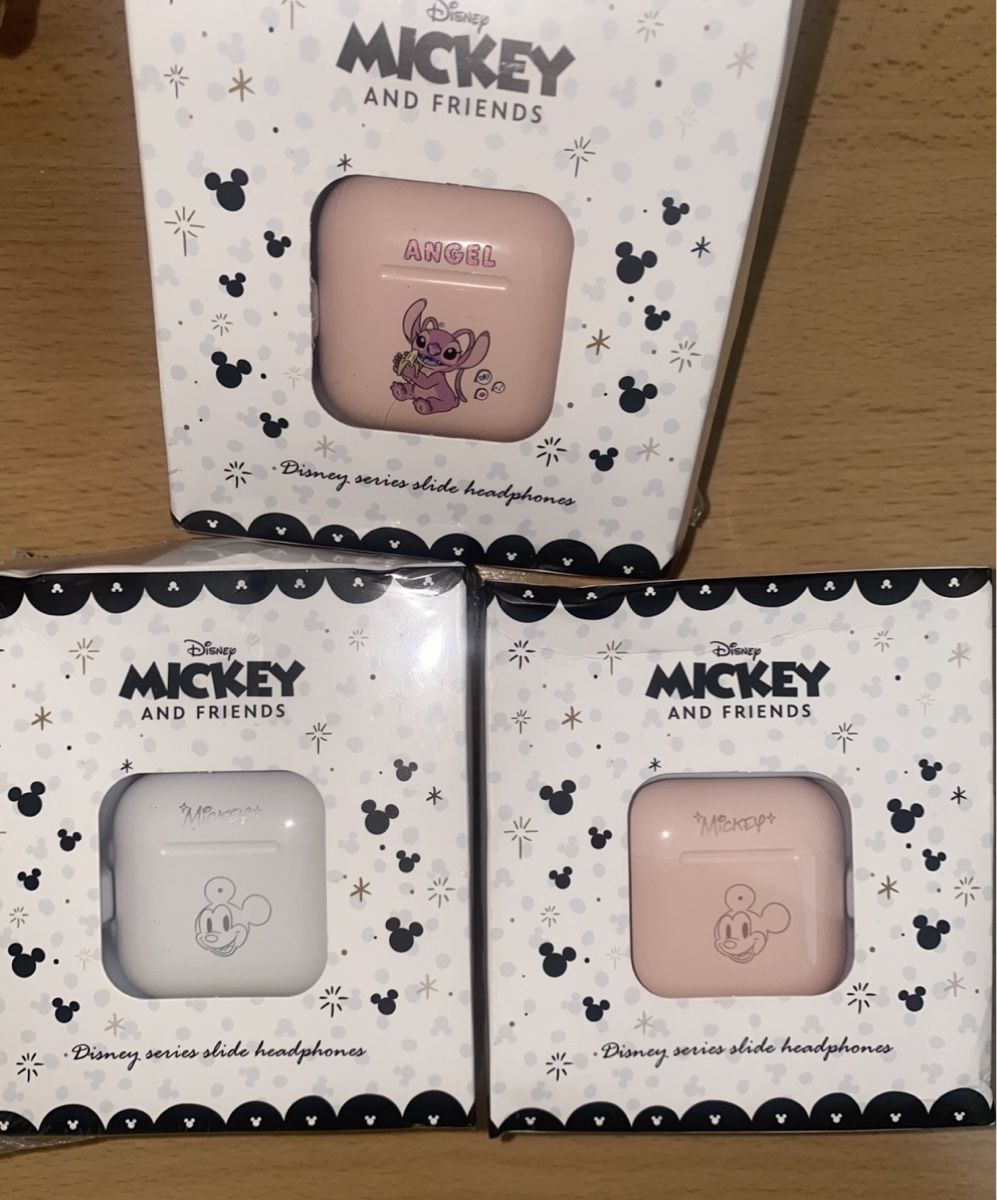 Disney
MICKEY
AND FRIENDS
ANGEL
Disney series slide headphones
Disney
MICKEY
AND FRIENDS
Mickey
Disney series slide headphones
Disney
MICKEY
AND FRIENDS
Mickey
Disney series slide headphones